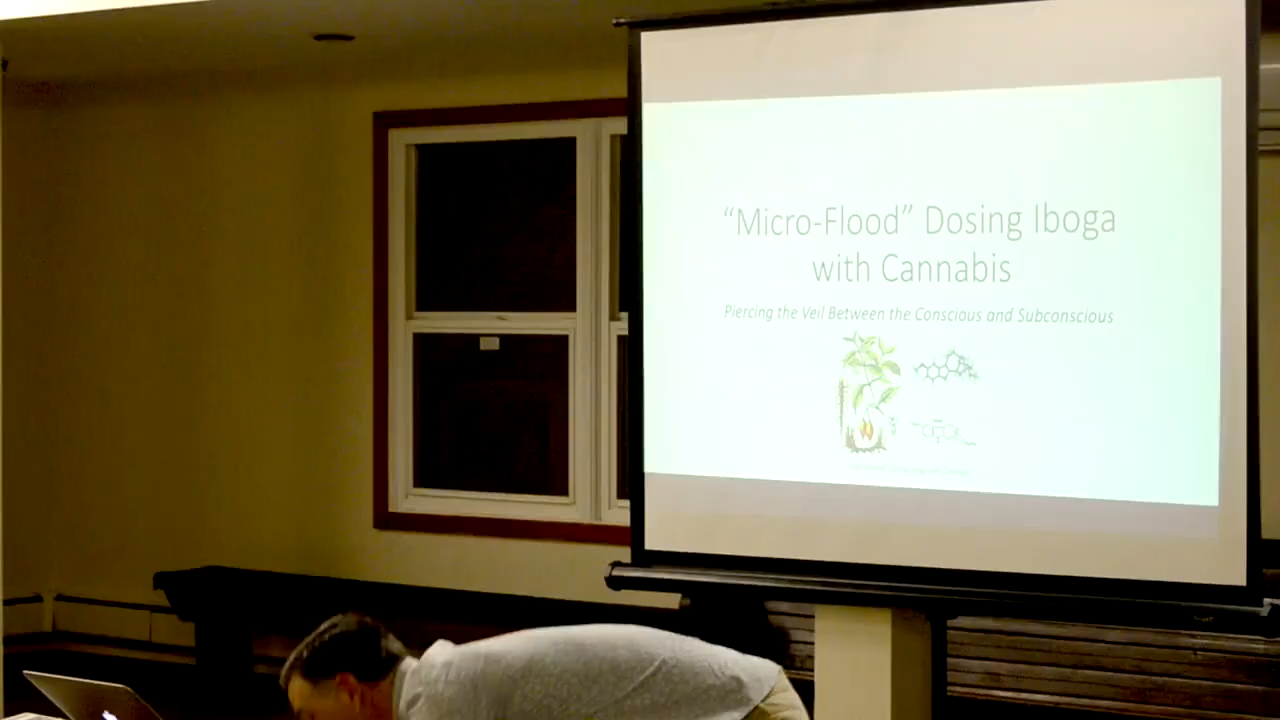 “Micro-Flood” Dosing Iboga
with Cannabis
Piercing the Veil Between the Conscious and Subconscious